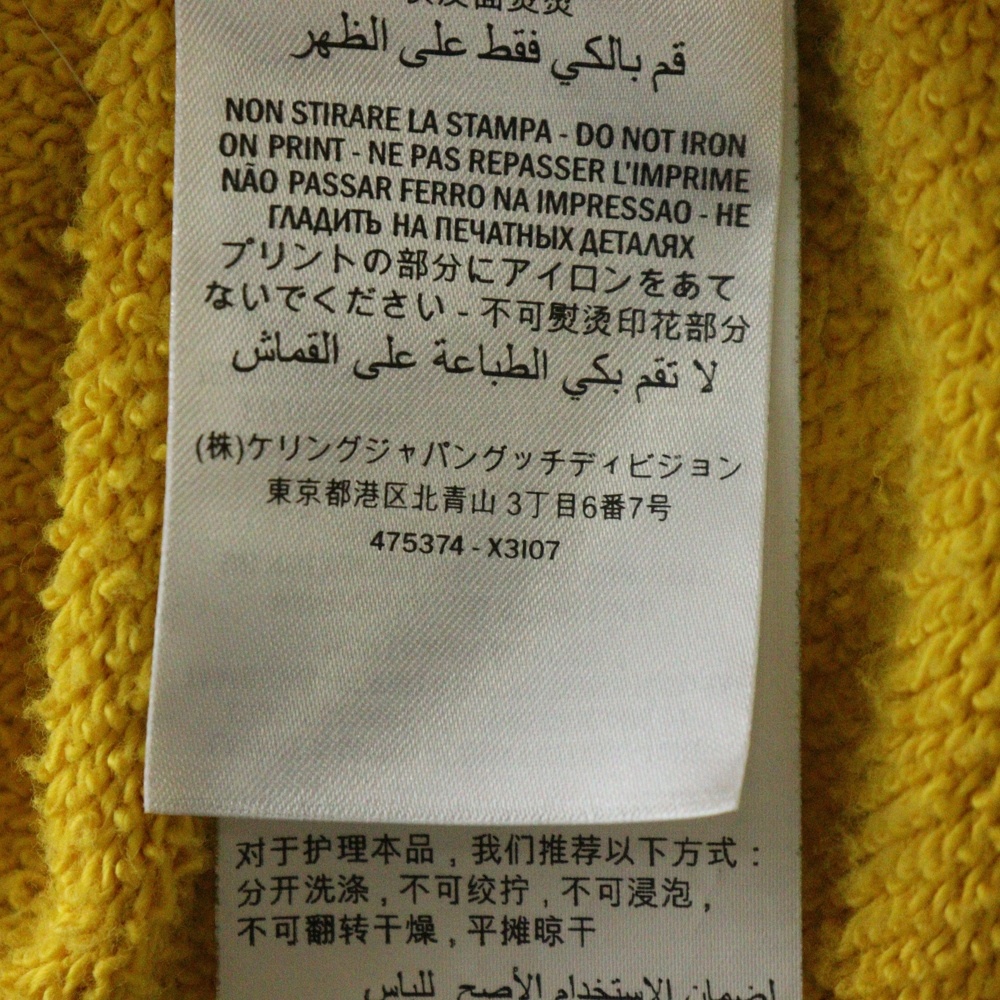 قم بالكي فقط على الظهر
NON STIRARE LA STAMPA - DO NOT IRON
ON PRINT - NE PAS REPASSER L'IMPRIME
NÃO PASSAR FERRO NA IMPRESSAO - НЕ
ГЛАДИТЬ НА ПЕЧАТНЫХ ДЕТАЛЯХ
プリントの部分にアイロンをあて
ないでください - 不可熨烫印花部分
لا تقم بكي الطباعة على القماش
(株)ケリングジャパングッチディビジョン
東京都港区北青山 3丁目6番7号
475374 - X3I07
对于护理本品 , 我们推荐以下方式 :
分开洗涤 , 不可绞拧 , 不可浸泡 ,
不可翻转干燥 , 平摊晾干
لضمان الاستخدام الأصح للباس